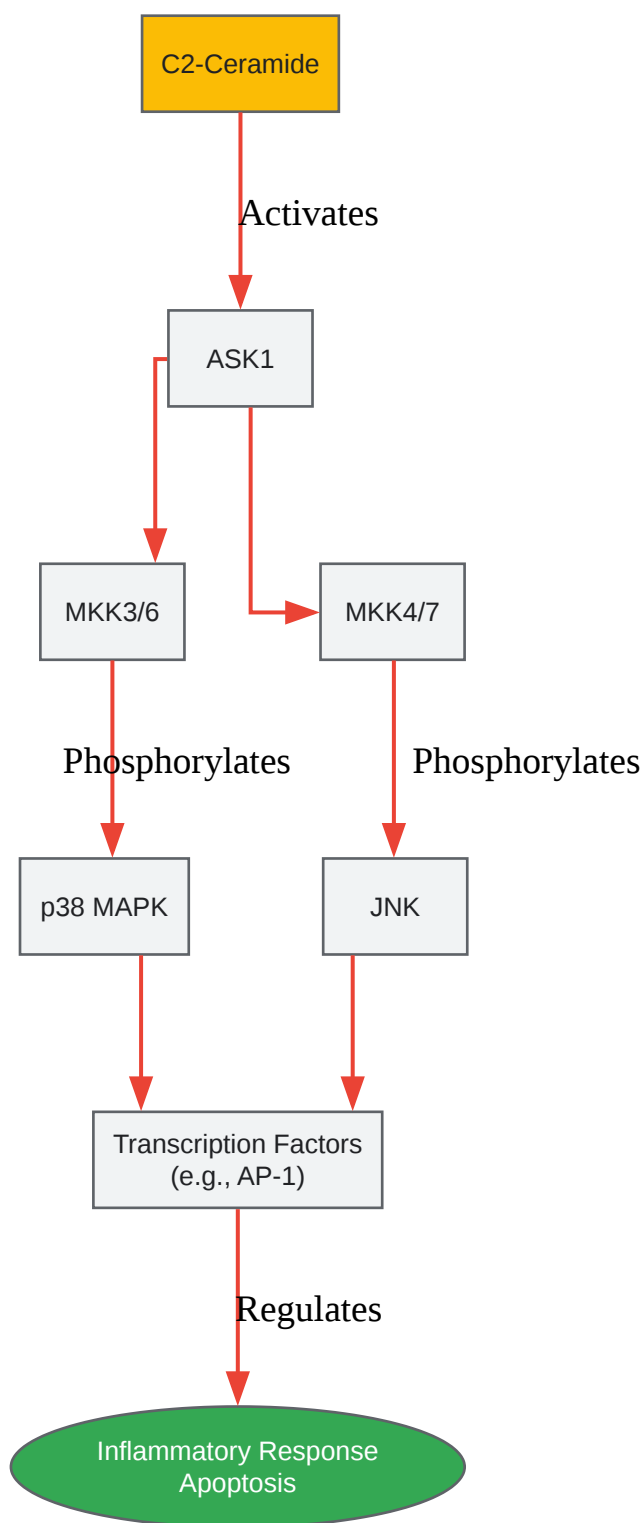 C2-Ceramide
Activates
ASK1
MKK3/6
MKK4/7
Phosphorylates
Phosphorylates
p38 MAPK
JNK
Transcription Factors
(e.g., AP-1)
Regulates
Inflammatory Response
Apoptosis